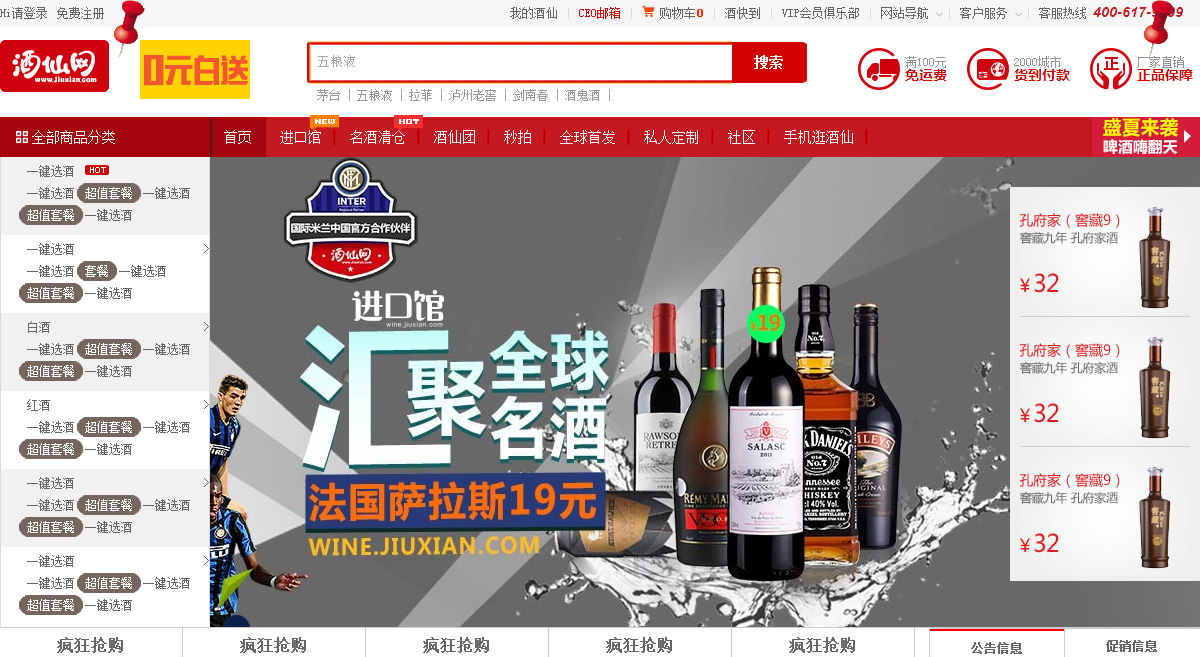 Hi请登录 免费注册
我的酒仙 CEO邮箱 购物车0 酒快到 VIP会员俱乐部 网站导航 客户服务 客服热线
酒仙网
www.Jiuxian.com
0元白送
五粮液 搜索
茅台 五粮液 拉菲 泸州老窖 剑南春 酒鬼酒
满100元
免运费
2000城市
货到付款
正
厂家直销
正品保障
全部商品分类 首页 进口馆 NEW 名酒清仓 HOT 酒仙团 秒拍 全球首发 私人定制 社区 手机逛酒仙
盛夏来袭
啤酒嗨翻天
一键选酒 HOT
一键选酒 超值套餐 一键选酒
超值套餐 一键选酒
一键选酒
一键选酒 套餐 一键选酒
超值套餐 一键选酒
白酒
一键选酒 超值套餐 一键选酒
超值套餐 一键选酒
红酒
一键选酒 超值套餐 一键选酒
超值套餐 一键选酒
一键选酒
一键选酒 超值套餐 一键选酒
超值套餐 一键选酒
一键选酒
一键选酒 超值套餐 一键选酒
超值套餐 一键选酒
INTER
国际米兰中国官方合作伙伴
酒仙网
进口馆
wine.jiuxian.com
汇聚全球名酒
法国萨拉斯19元
WINE.JIUXIAN.COM
¥19
SALASC
2011
RÉMY MA
Old
No.7
K DANIEL'S
Old
No.7
WHISKEY
ILEYS
孔府家（窖藏9）
窖藏九年 孔府家酒
¥32
孔府家（窖藏9）
窖藏九年 孔府家酒
¥32
孔府家（窖藏9）
窖藏九年 孔府家酒
¥32
疯狂抢购 疯狂抢购 疯狂抢购 疯狂抢购 疯狂抢购 公告信息 促销信息